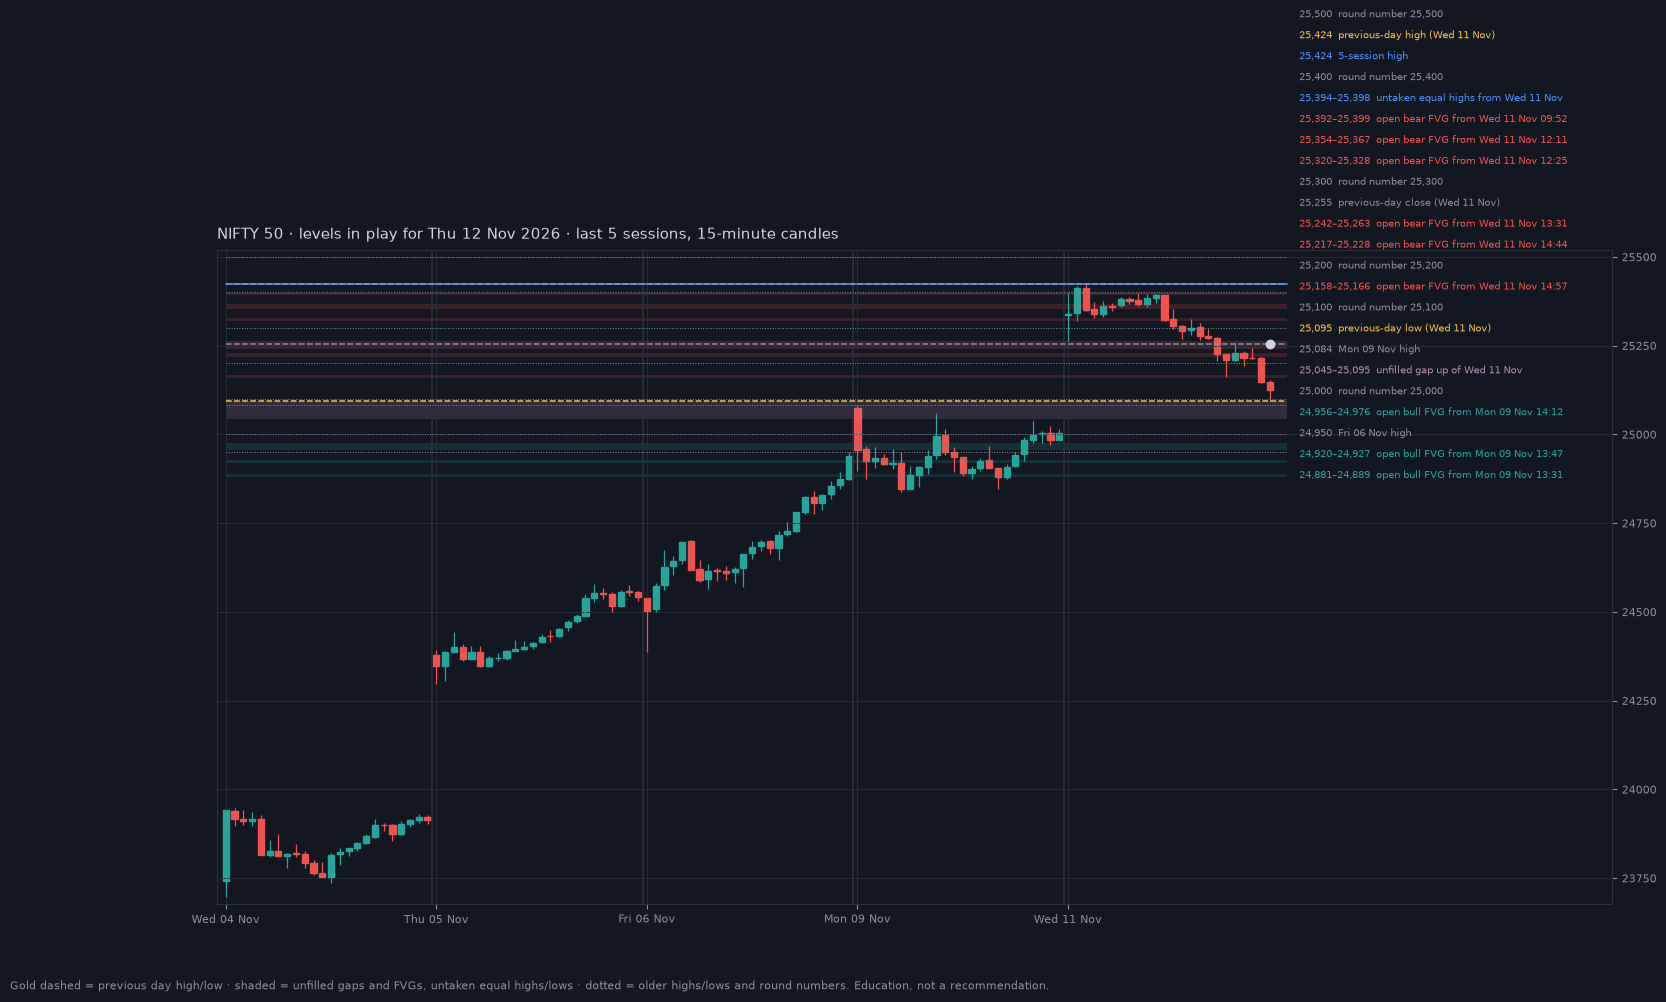 25,500 round number 25,500
25,424 previous-day high (Wed 11 Nov)
25,424 5-session high
25,400 round number 25,400
25,394–25,398 untaken equal highs from Wed 11 Nov
25,392–25,399 open bear FVG from Wed 11 Nov 09:52
25,354–25,367 open bear FVG from Wed 11 Nov 12:11
25,320–25,328 open bear FVG from Wed 11 Nov 12:25
25,300 round number 25,300
25,255 previous-day close (Wed 11 Nov)
25,242–25,263 open bear FVG from Wed 11 Nov 13:31
NIFTY 50 · levels in play for Thu 12 Nov 2026 · last 5 sessions, 15-minute candles
25,217–25,228 open bear FVG from Wed 11 Nov 14:44
25500
25,200 round number 25,200
25,158–25,166 open bear FVG from Wed 11 Nov 14:57
25,100 round number 25,100
25,095 previous-day low (Wed 11 Nov)
25250
25,084 Mon 09 Nov high
25,045–25,095 unfilled gap up of Wed 11 Nov
25,000 round number 25,000
24,956–24,976 open bull FVG from Mon 09 Nov 14:12
24,950 Fri 06 Nov high
25000
24,920–24,927 open bull FVG from Mon 09 Nov 13:47
24,881–24,889 open bull FVG from Mon 09 Nov 13:31
24750
24500
24250
24000
23750
Wed 04 Nov
Thu 05 Nov
Fri 06 Nov
Mon 09 Nov
Wed 11 Nov
Gold dashed = previous day high/low · shaded = unfilled gaps and FVGs, untaken equal highs/lows · dotted = older highs/lows and round numbers. Education, not a recommendation.